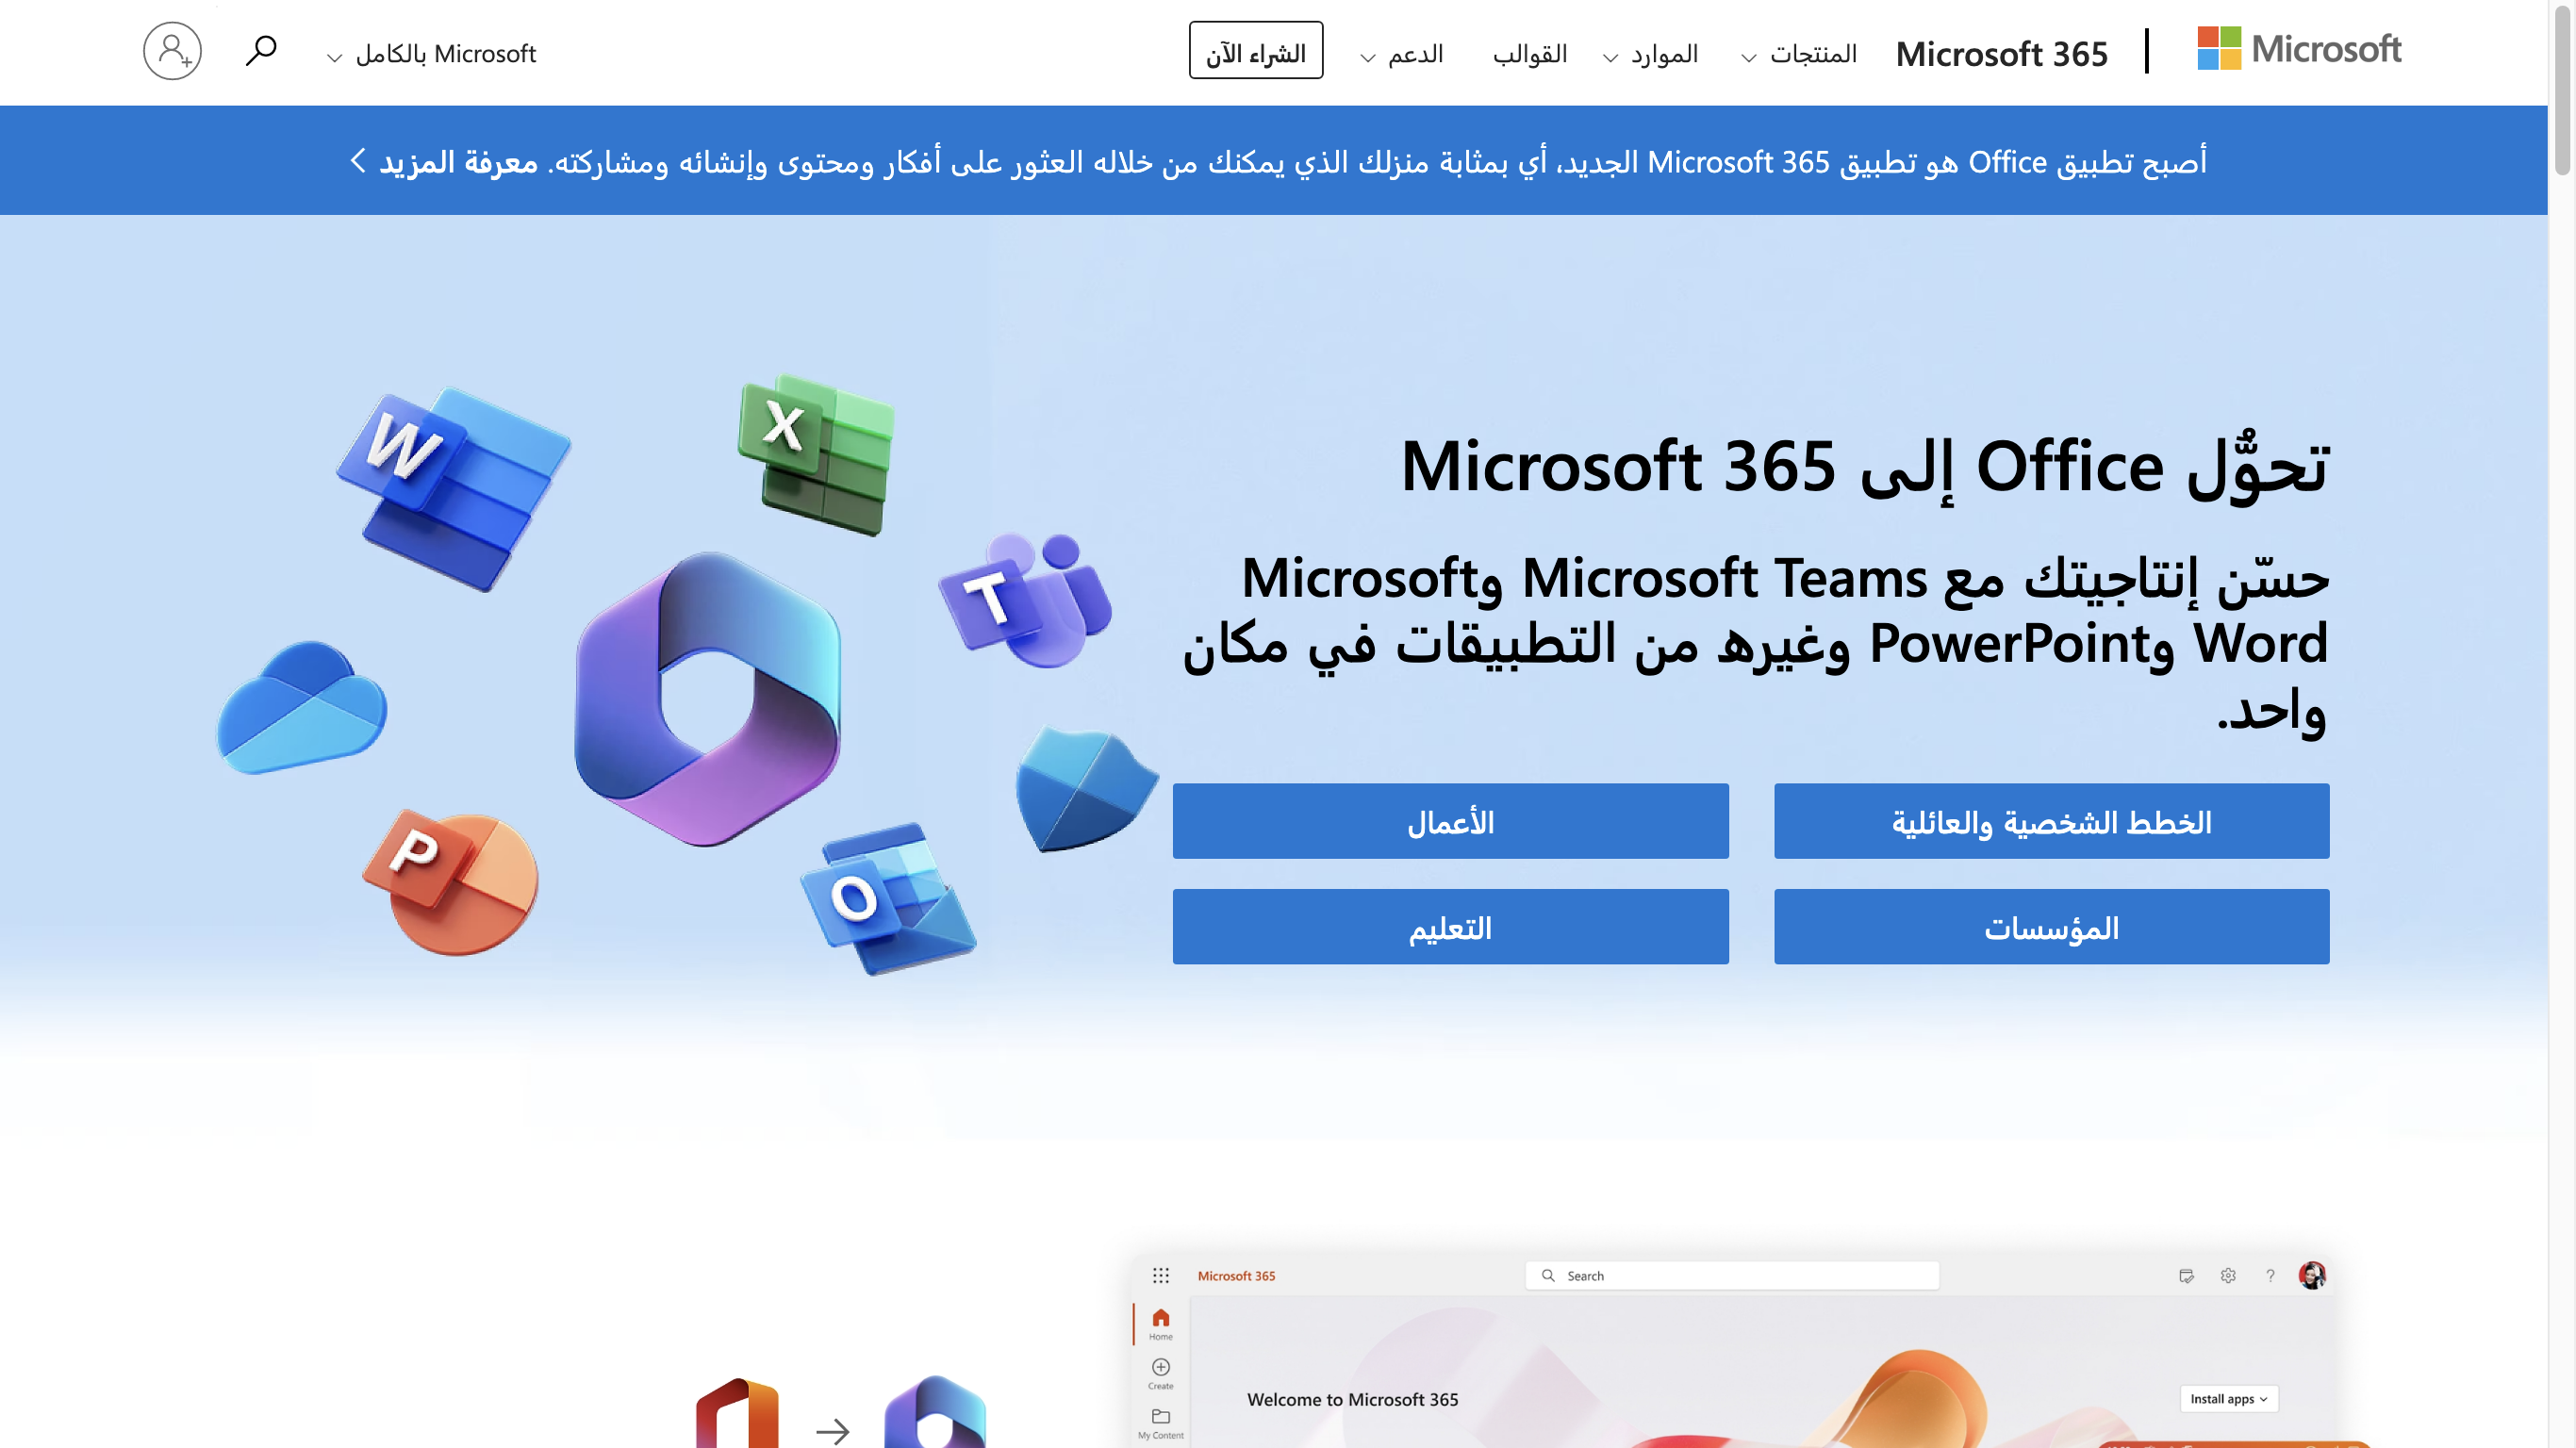 Microsoft
Microsoft 365
المنتجات
الموارد
القوالب
الدعم
الشراء الآن
Microsoft بالكامل
أصبح تطبيق Office هو تطبيق Microsoft 365 الجديد، أي بمثابة منزلك الذي يمكنك من خلاله العثور على أفكار ومحتوى وإنشائه ومشاركته. معرفة المزيد
تحوُّل Office إلى Microsoft 365
حسّن إنتاجيتك مع Microsoft Teams وMicrosoft
Word وPowerPoint وغيره من التطبيقات في مكان
واحد.
الخطط الشخصية والعائلية
الأعمال
المؤسسات
التعليم
W
X
T
P
O
Microsoft 365
Search
?
Home
Create
My Content
Welcome to Microsoft 365
Install apps